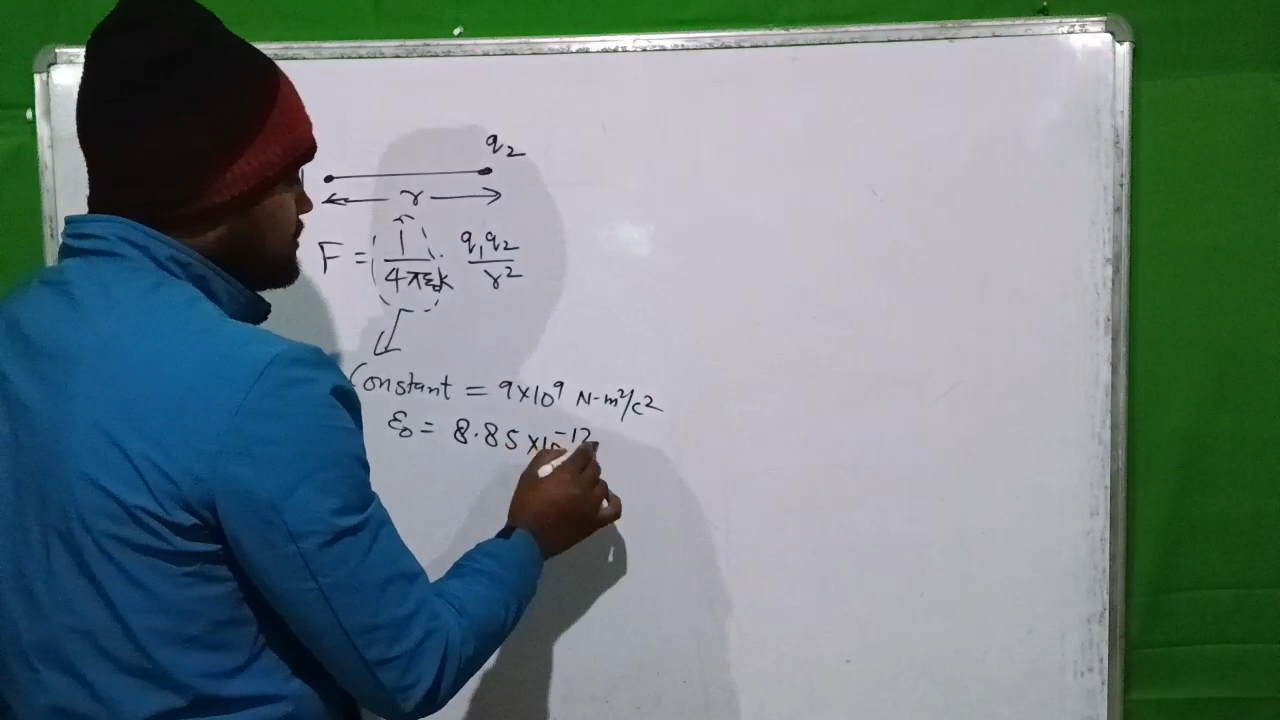 q₂
r
F = 1/4πε₀k · q₁q₂/r²
Constant = 9×10⁹ N-m²/c²
ε₀ = 8.85×10⁻¹²